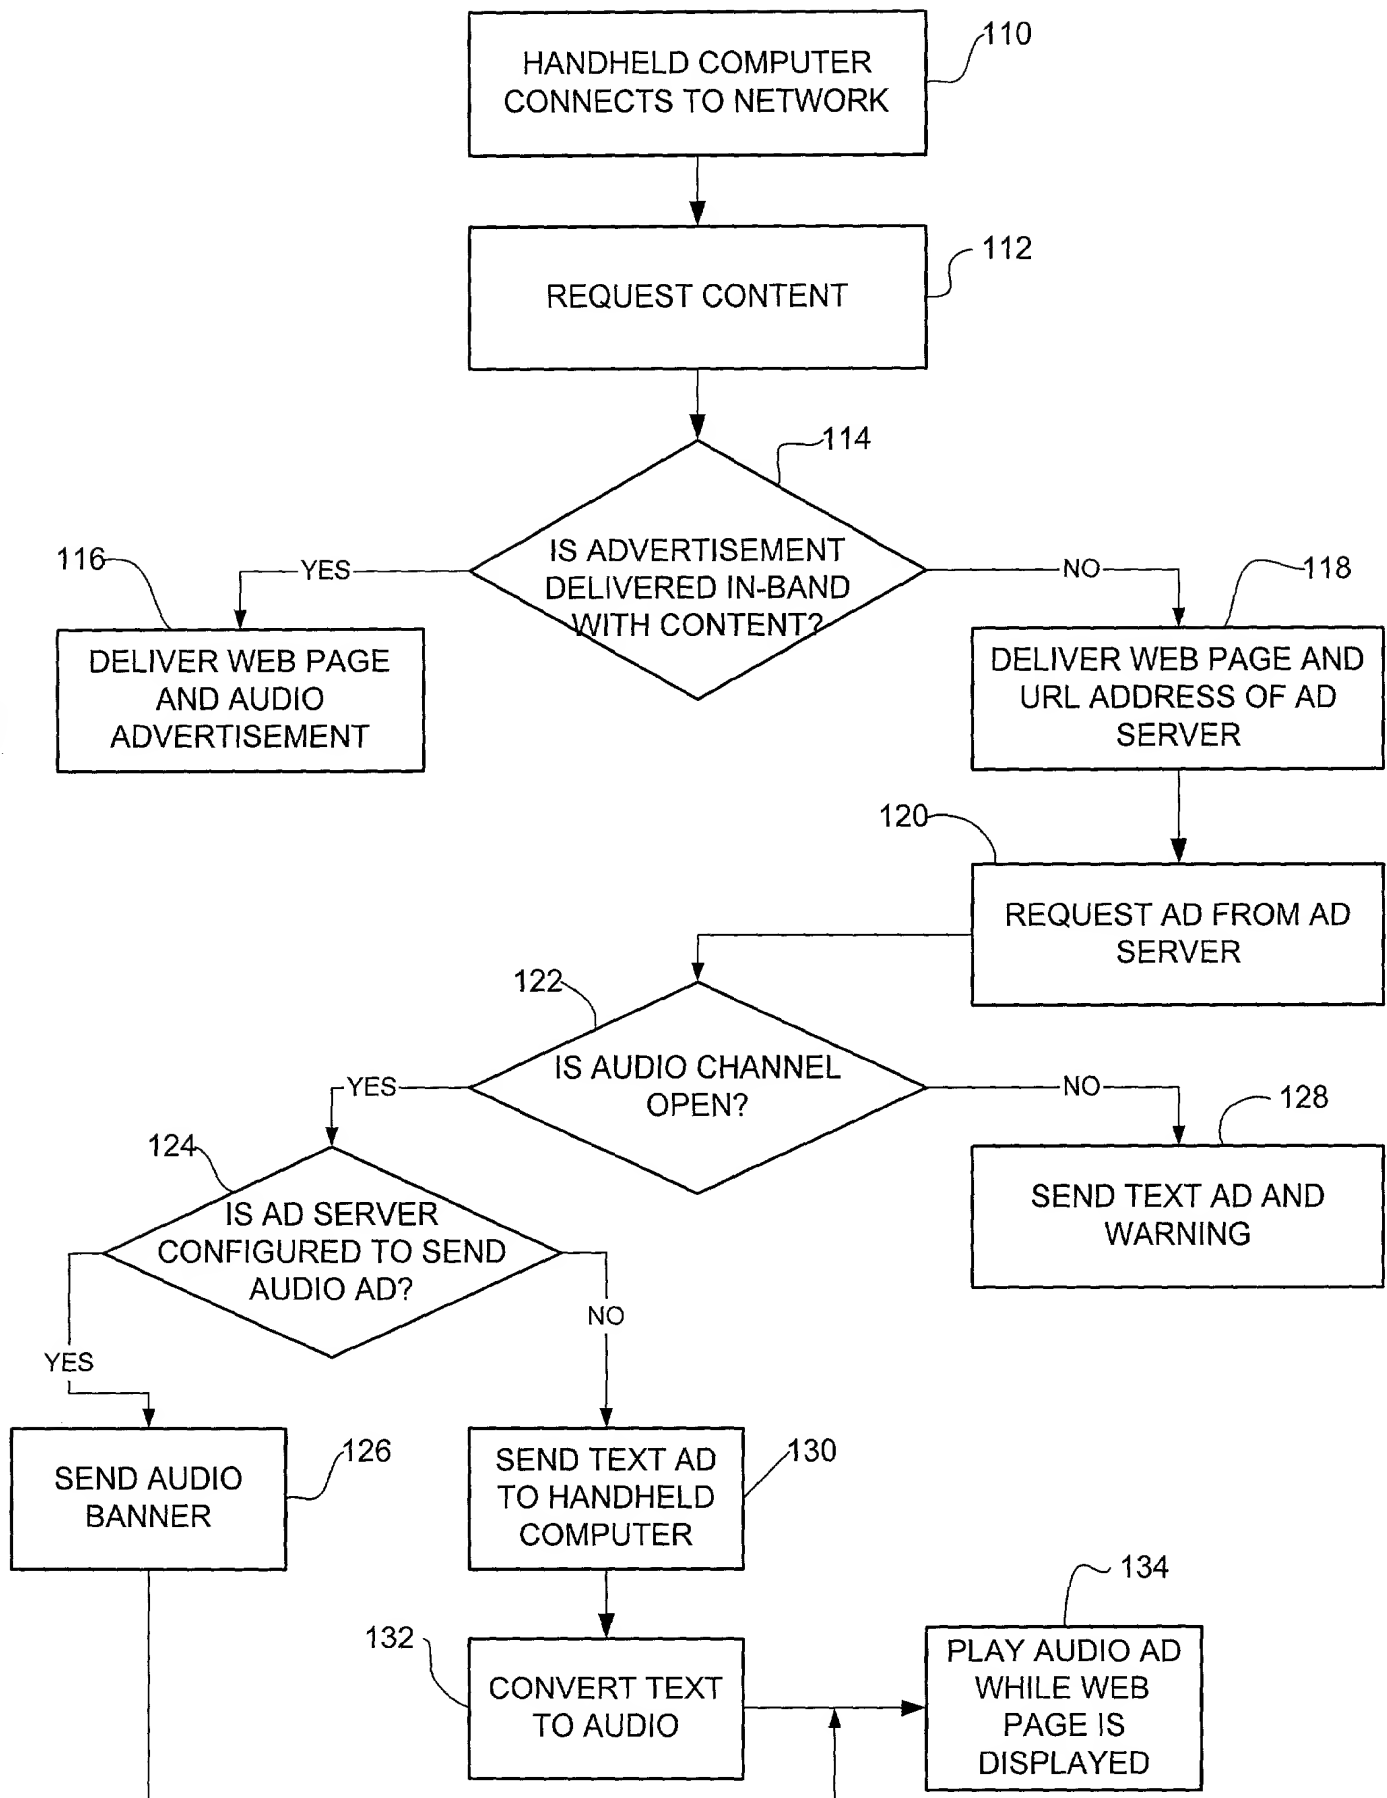 HANDHELD COMPUTER
CONNECTS TO NETWORK
110
REQUEST CONTENT
112
114
IS ADVERTISEMENT
DELIVERED IN-BAND
WITH CONTENT?
YES
NO
116
DELIVER WEB PAGE
AND AUDIO
ADVERTISEMENT
118
DELIVER WEB PAGE AND
URL ADDRESS OF AD
SERVER
120
REQUEST AD FROM AD
SERVER
122
IS AUDIO CHANNEL
OPEN?
YES
NO
128
SEND TEXT AD AND
WARNING
124
IS AD SERVER
CONFIGURED TO SEND
AUDIO AD?
YES
NO
SEND AUDIO
BANNER
126
SEND TEXT AD
TO HANDHELD
COMPUTER
130
132
CONVERT TEXT
TO AUDIO
134
PLAY AUDIO AD
WHILE WEB
PAGE IS
DISPLAYED